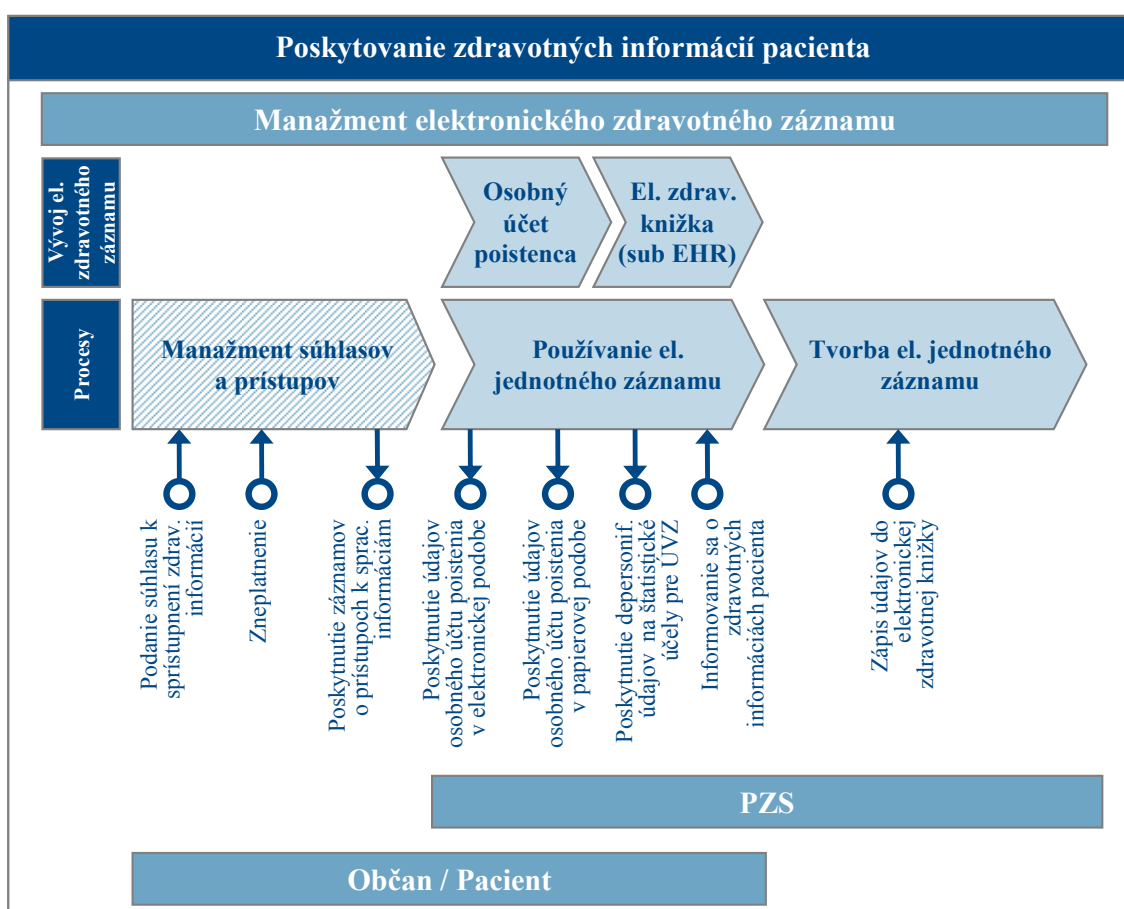 Poskytovanie zdravotných informácií pacienta
Manažment elektronického zdravotného záznamu
Vývoj el.
zdravotného
záznamu
Osobný
účet
poistenca
El. zdrav.
knižka
(sub EHR)
Procesy
Manažment súhlasov
a prístupov
Používanie el.
jednotného záznamu
Tvorba el. jednotného
záznamu
Podanie súhlasu k
sprístupnení zdrav.
informácií
Zneplatnenie
Poskytnutie záznamov
o prístupoch k sprac.
informáciám
Poskytnutie údajov
osobného účtu poistenia
v elektronickej podobe
Poskytnutie údajov
osobného účtu poistenia
v papierovej podobe
Poskytnutie depersonif.
údajov na štatistické
účely pre UVZ
Informovanie sa o
zdravotných
informáciách pacienta
Zápis údajov do
elektronickej
zdravotnej knižky
PZS
Občan / Pacient